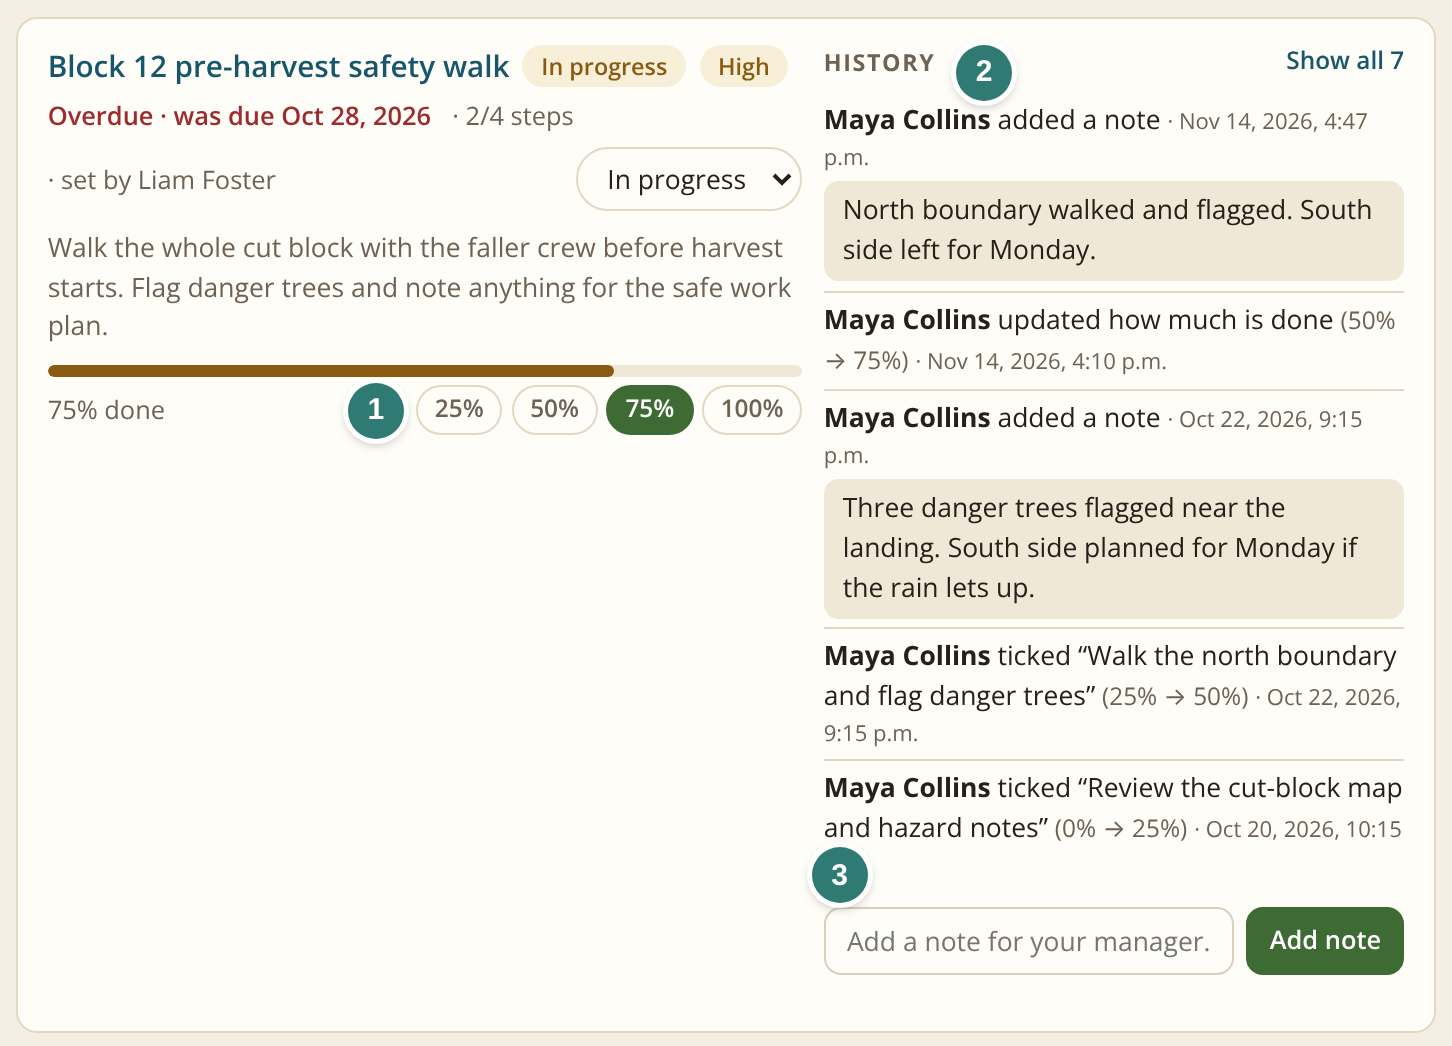 Block 12 pre-harvest safety walk In progress High
Overdue · was due Oct 28, 2026 · 2/4 steps
· set by Liam Foster In progress
Walk the whole cut block with the faller crew before harvest
starts. Flag danger trees and note anything for the safe work
plan.
75% done 1 25% 50% 75% 100%
HISTORY 2 Show all 7
Maya Collins added a note · Nov 14, 2026, 4:47
p.m.
North boundary walked and flagged. South
side left for Monday.
Maya Collins updated how much is done (50%
→ 75%) · Nov 14, 2026, 4:10 p.m.
Maya Collins added a note · Oct 22, 2026, 9:15
p.m.
Three danger trees flagged near the
landing. South side planned for Monday if
the rain lets up.
Maya Collins ticked “Walk the north boundary
and flag danger trees” (25% → 50%) · Oct 22, 2026,
9:15 p.m.
Maya Collins ticked “Review the cut-block map
and hazard notes” (0% → 25%) · Oct 20, 2026, 10:15
3
Add a note for your manager. Add note